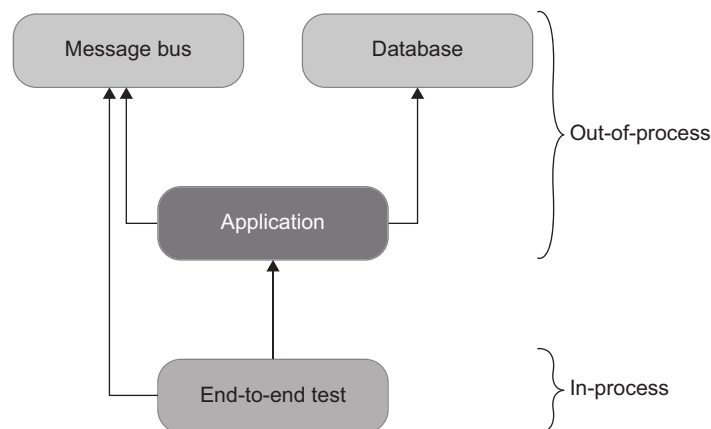 Message bus
Database
Out-of-process
Application
End-to-end test
In-process